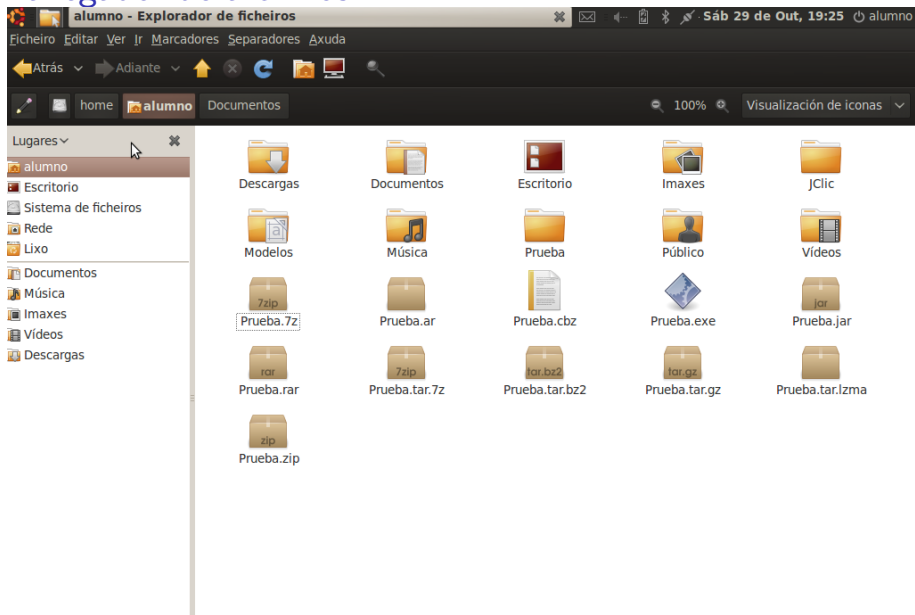 alumno - Explorador de ficheiros
Sáb 29 de Out, 19:25 alumno
Ficheiro Editar Ver Ir Marcadores Separadores Axuda
Atrás Adiante
home alumno Documentos 100% Visualización de iconas
Lugares
alumno
Escritorio
Sistema de ficheiros
Rede
Lixo
Documentos
Música
Imaxes
Vídeos
Descargas
Descargas Documentos Escritorio Imaxes JClic
Modelos Música Prueba Público Vídeos
7zip jar
Prueba.7z Prueba.ar Prueba.cbz Prueba.exe Prueba.jar
rar 7zip tar.bz2 tar.gz
Prueba.rar Prueba.tar.7z Prueba.tar.bz2 Prueba.tar.gz Prueba.tar.lzma
zip
Prueba.zip